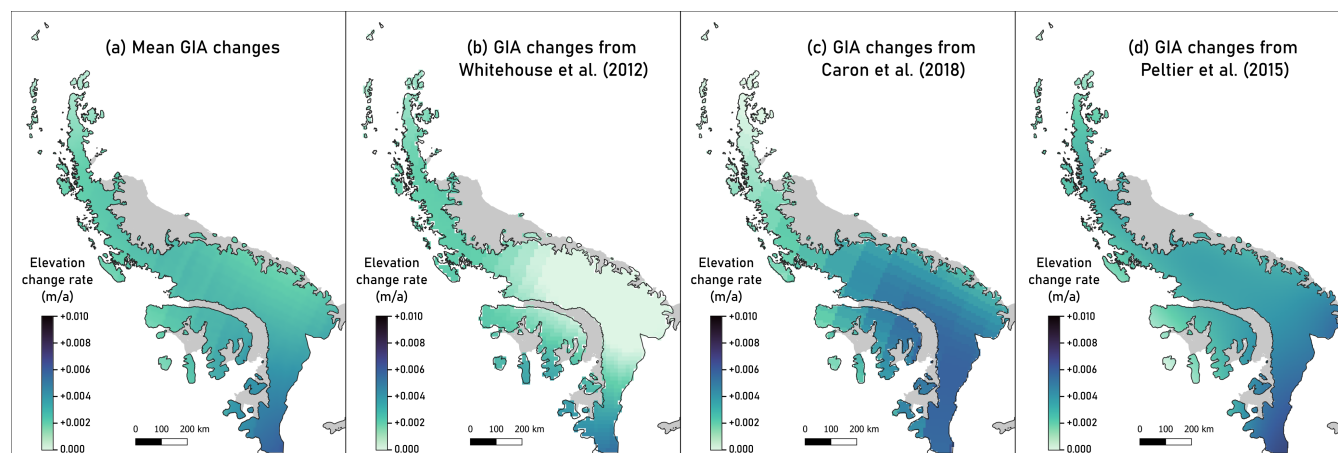 (a) Mean GIA changes
Elevation
change rate
(m/a)
+0.010
+0.008
+0.006
+0.004
+0.002
0.000
0 100 200 km
(b) GIA changes from
Whitehouse et al. (2012)
Elevation
change rate
(m/a)
+0.010
+0.008
+0.006
+0.004
+0.002
0.000
0 100 200 km
(c) GIA changes from
Caron et al. (2018)
Elevation
change rate
(m/a)
+0.010
+0.008
+0.006
+0.004
+0.002
0.000
0 100 200 km
(d) GIA changes from
Peltier et al. (2015)
Elevation
change rate
(m/a)
+0.010
+0.008
+0.006
+0.004
+0.002
0.000
0 100 200 km